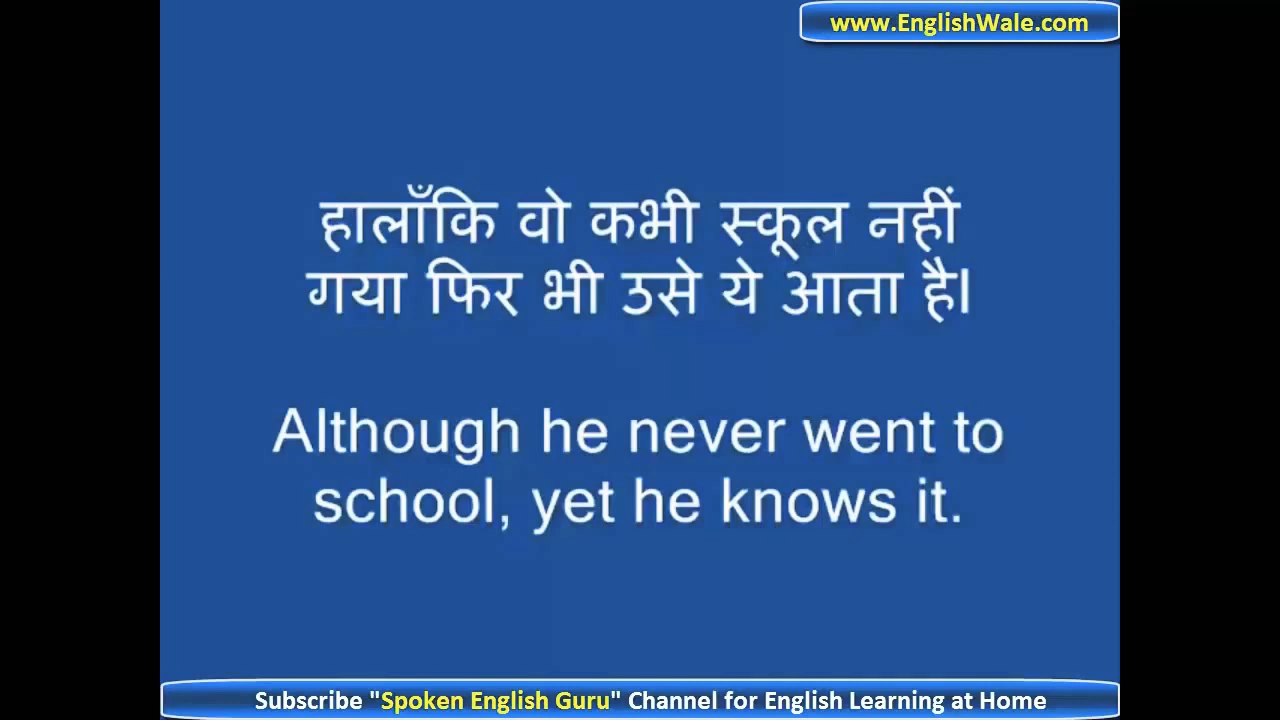 www.EnglishWale.com
हालाँकि वो कभी स्कूल नहीं
गया फिर भी उसे ये आता है।
Although he never went to
school, yet he knows it.
Subscribe "Spoken English Guru" Channel for English Learning at Home